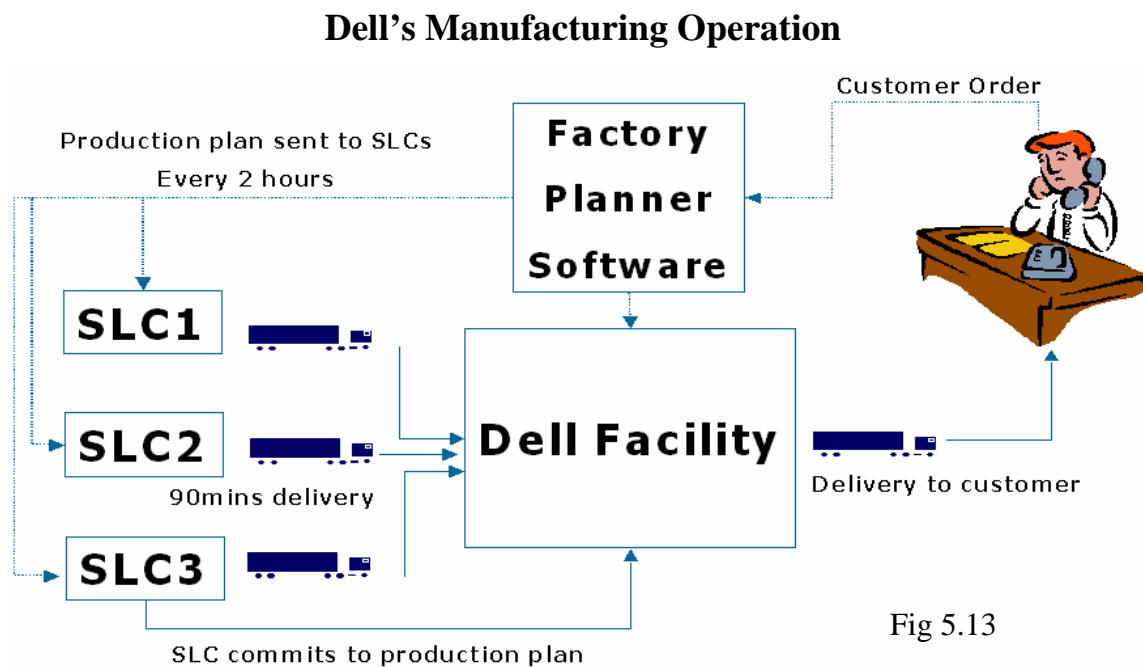 Dell’s Manufacturing Operation
Customer Order
Production plan sent to SLCs
Every 2 hours
Factory
Planner
Software
SLC1
SLC2
90mins delivery
SLC3
Dell Facility
Delivery to customer
SLC commits to production plan
Fig 5.13